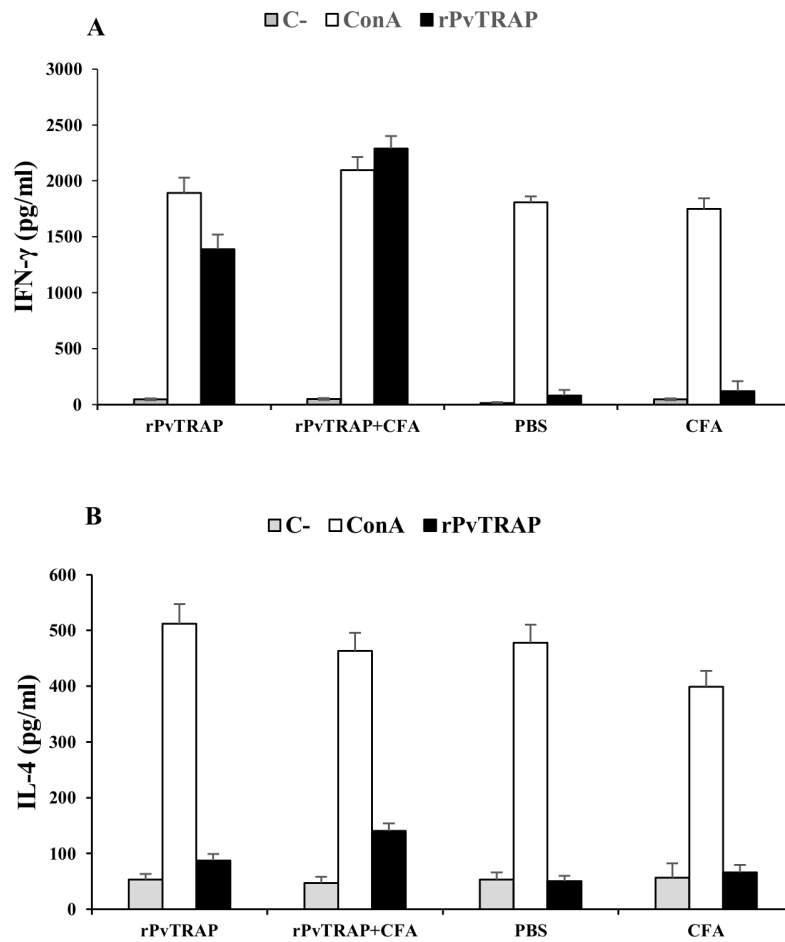 A
C- ConA rPvTRAP
3000
2500
2000
1500
1000
500
0
IFN-γ (pg/ml)
rPvTRAP rPvTRAP+CFA PBS CFA
B
C- ConA rPvTRAP
600
500
400
300
200
100
0
IL-4 (pg/ml)
rPvTRAP rPvTRAP+CFA PBS CFA